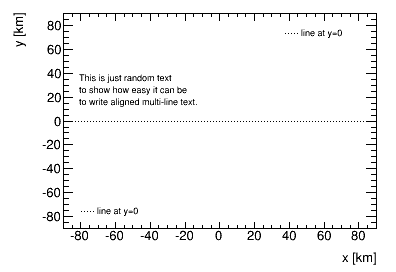 y [km]
80
line at y=0
60
40
This is just random text
to show how easy it can be
20
to write aligned multi-line text.
0
-20
-40
-60
-80
line at y=0
-80 -60 -40 -20 0 20 40 60 80
x [km]